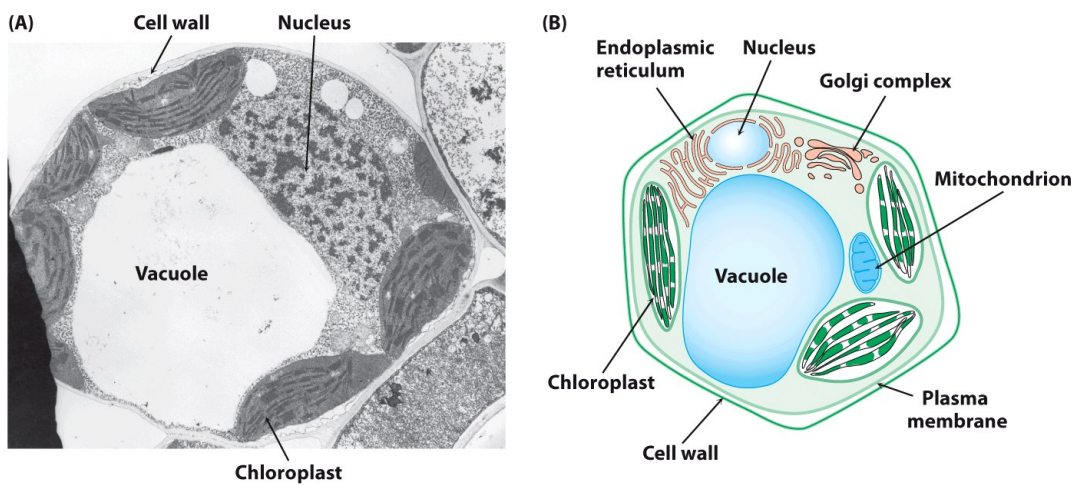 (A)
Cell wall
Nucleus
Vacuole
Chloroplast
(B)
Endoplasmic
reticulum
Nucleus
Golgi complex
Mitochondrion
Vacuole
Chloroplast
Plasma
membrane
Cell wall